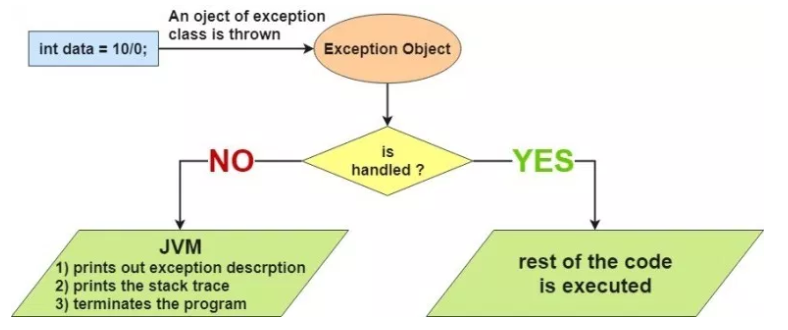 An oject of exception
class is thrown
int data = 10/0;
Exception Object
is
handled ?
NO
YES
JVM
1) prints out exception descrption
2) prints the stack trace
3) terminates the program
rest of the code
is executed